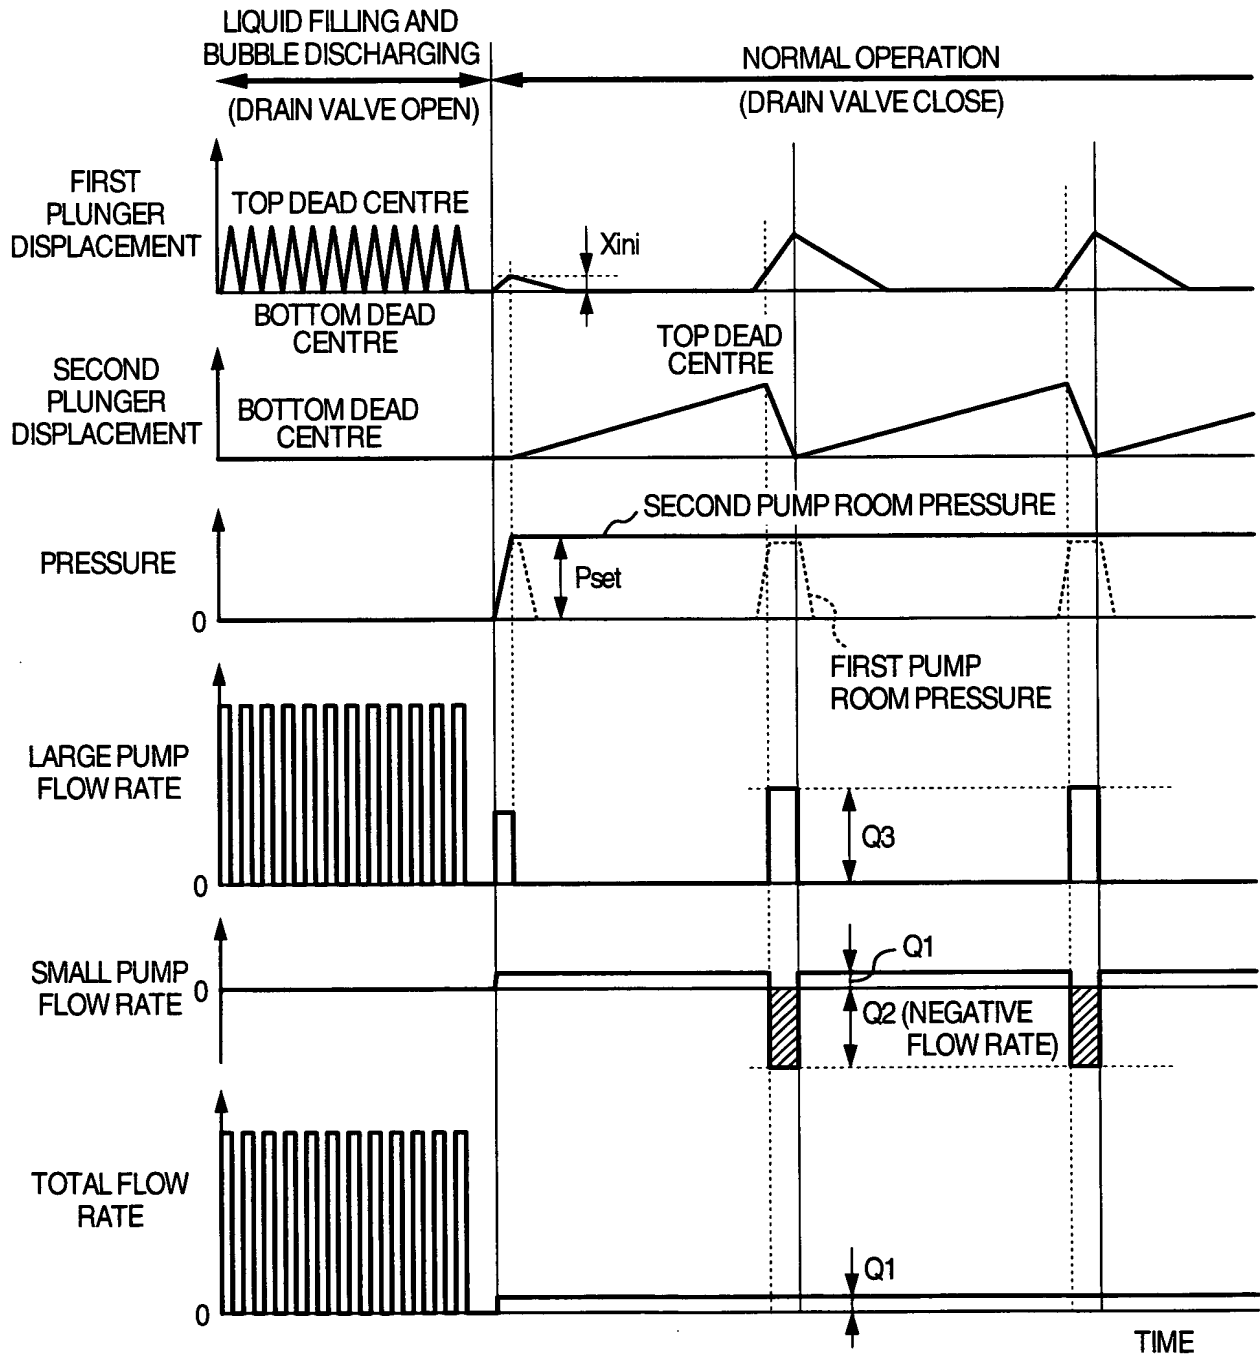 LIQUID FILLING AND
BUBBLE DISCHARGING
(DRAIN VALVE OPEN)
NORMAL OPERATION
(DRAIN VALVE CLOSE)
FIRST
PLUNGER
DISPLACEMENT
TOP DEAD CENTRE
Xini
BOTTOM DEAD
CENTRE
SECOND
PLUNGER
DISPLACEMENT
BOTTOM DEAD
CENTRE
TOP DEAD
CENTRE
PRESSURE
SECOND PUMP ROOM PRESSURE
Pset
0
FIRST PUMP
ROOM PRESSURE
LARGE PUMP
FLOW RATE
Q3
0
SMALL PUMP
FLOW RATE
0
Q1
Q2 (NEGATIVE
FLOW RATE)
TOTAL FLOW
RATE
Q1
0
TIME